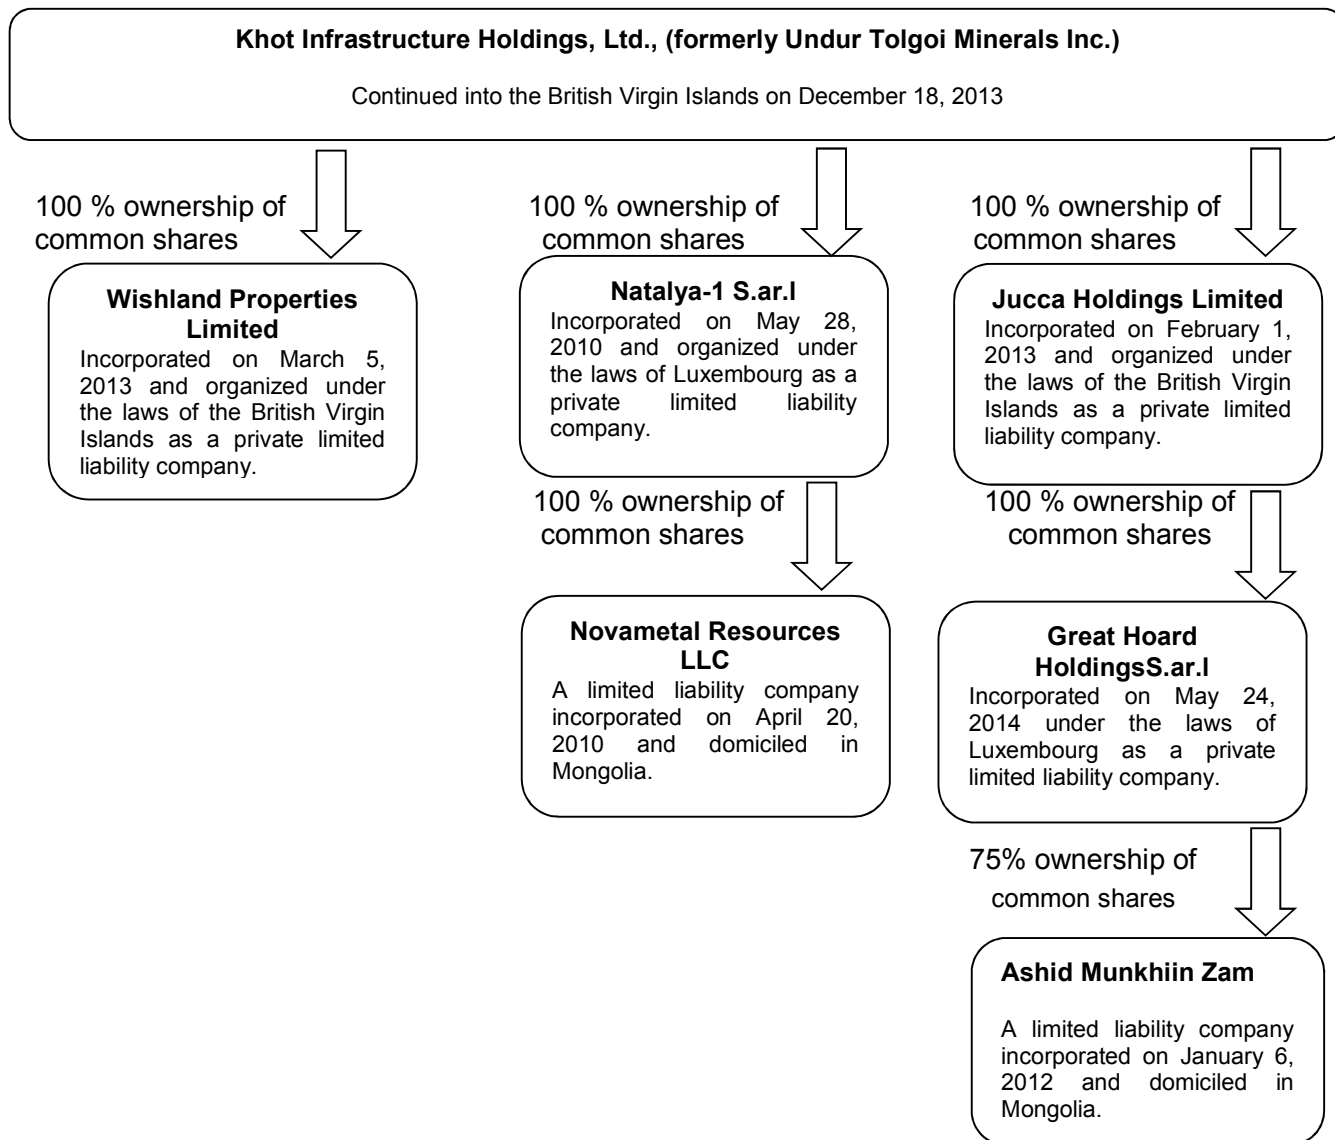 Khot Infrastructure Holdings, Ltd., (formerly Undur Tolgoi Minerals Inc.)
Continued into the British Virgin Islands on December 18, 2013
100 % ownership of
common shares
100 % ownership of
common shares
100 % ownership of
common shares
Wishland Properties
Limited
Incorporated on March 5,
2013 and organized under
the laws of the British Virgin
Islands as a private limited
liability company.
Natalya-1 S.ar.l
Incorporated on May 28,
2010 and organized under
the laws of Luxembourg as a
private limited liability
company.
Jucca Holdings Limited
Incorporated on February 1,
2013 and organized under
the laws of the British Virgin
Islands as a private limited
liability company.
100 % ownership of
common shares
100 % ownership of
common shares
Novametal Resources
LLC
A limited liability company
incorporated on April 20,
2010 and domiciled in
Mongolia.
Great Hoard
HoldingsS.ar.l
Incorporated on May 24,
2014 under the laws of
Luxembourg as a private
limited liability company.
75% ownership of
common shares
Ashid Munkhiin Zam
A limited liability company
incorporated on January 6,
2012 and domiciled in
Mongolia.